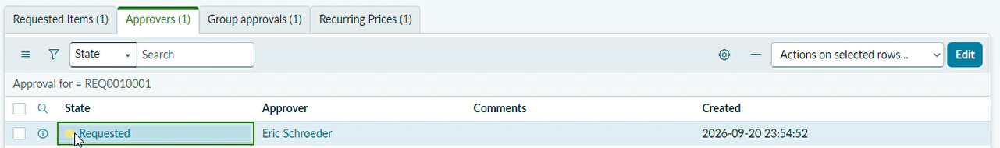 Requested Items (1) Approvers (1) Group approvals (1) Recurring Prices (1)
State Search Actions on selected rows... Edit
Approval for = REQ0010001
State Approver Comments Created
Requested Eric Schroeder 2026-09-20 23:54:52